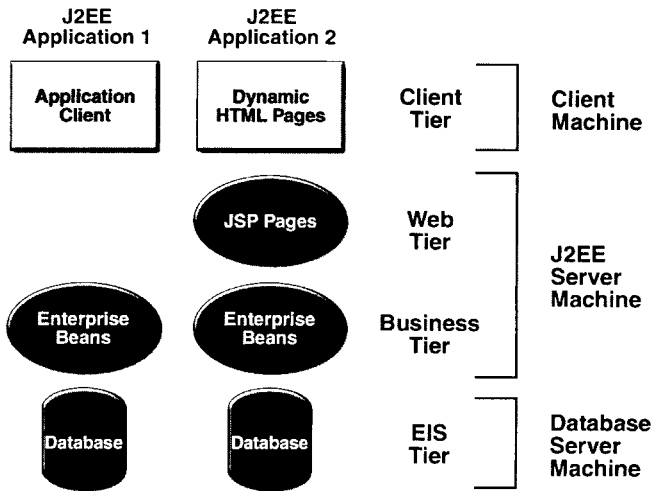 J2EE
Application 1
J2EE
Application 2
Application
Client
Dynamic
HTML Pages
Client
Tier
Client
Machine
JSP Pages
Web
Tier
J2EE
Server
Machine
Enterprise
Beans
Enterprise
Beans
Business
Tier
Database
Database
EIS
Tier
Database
Server
Machine